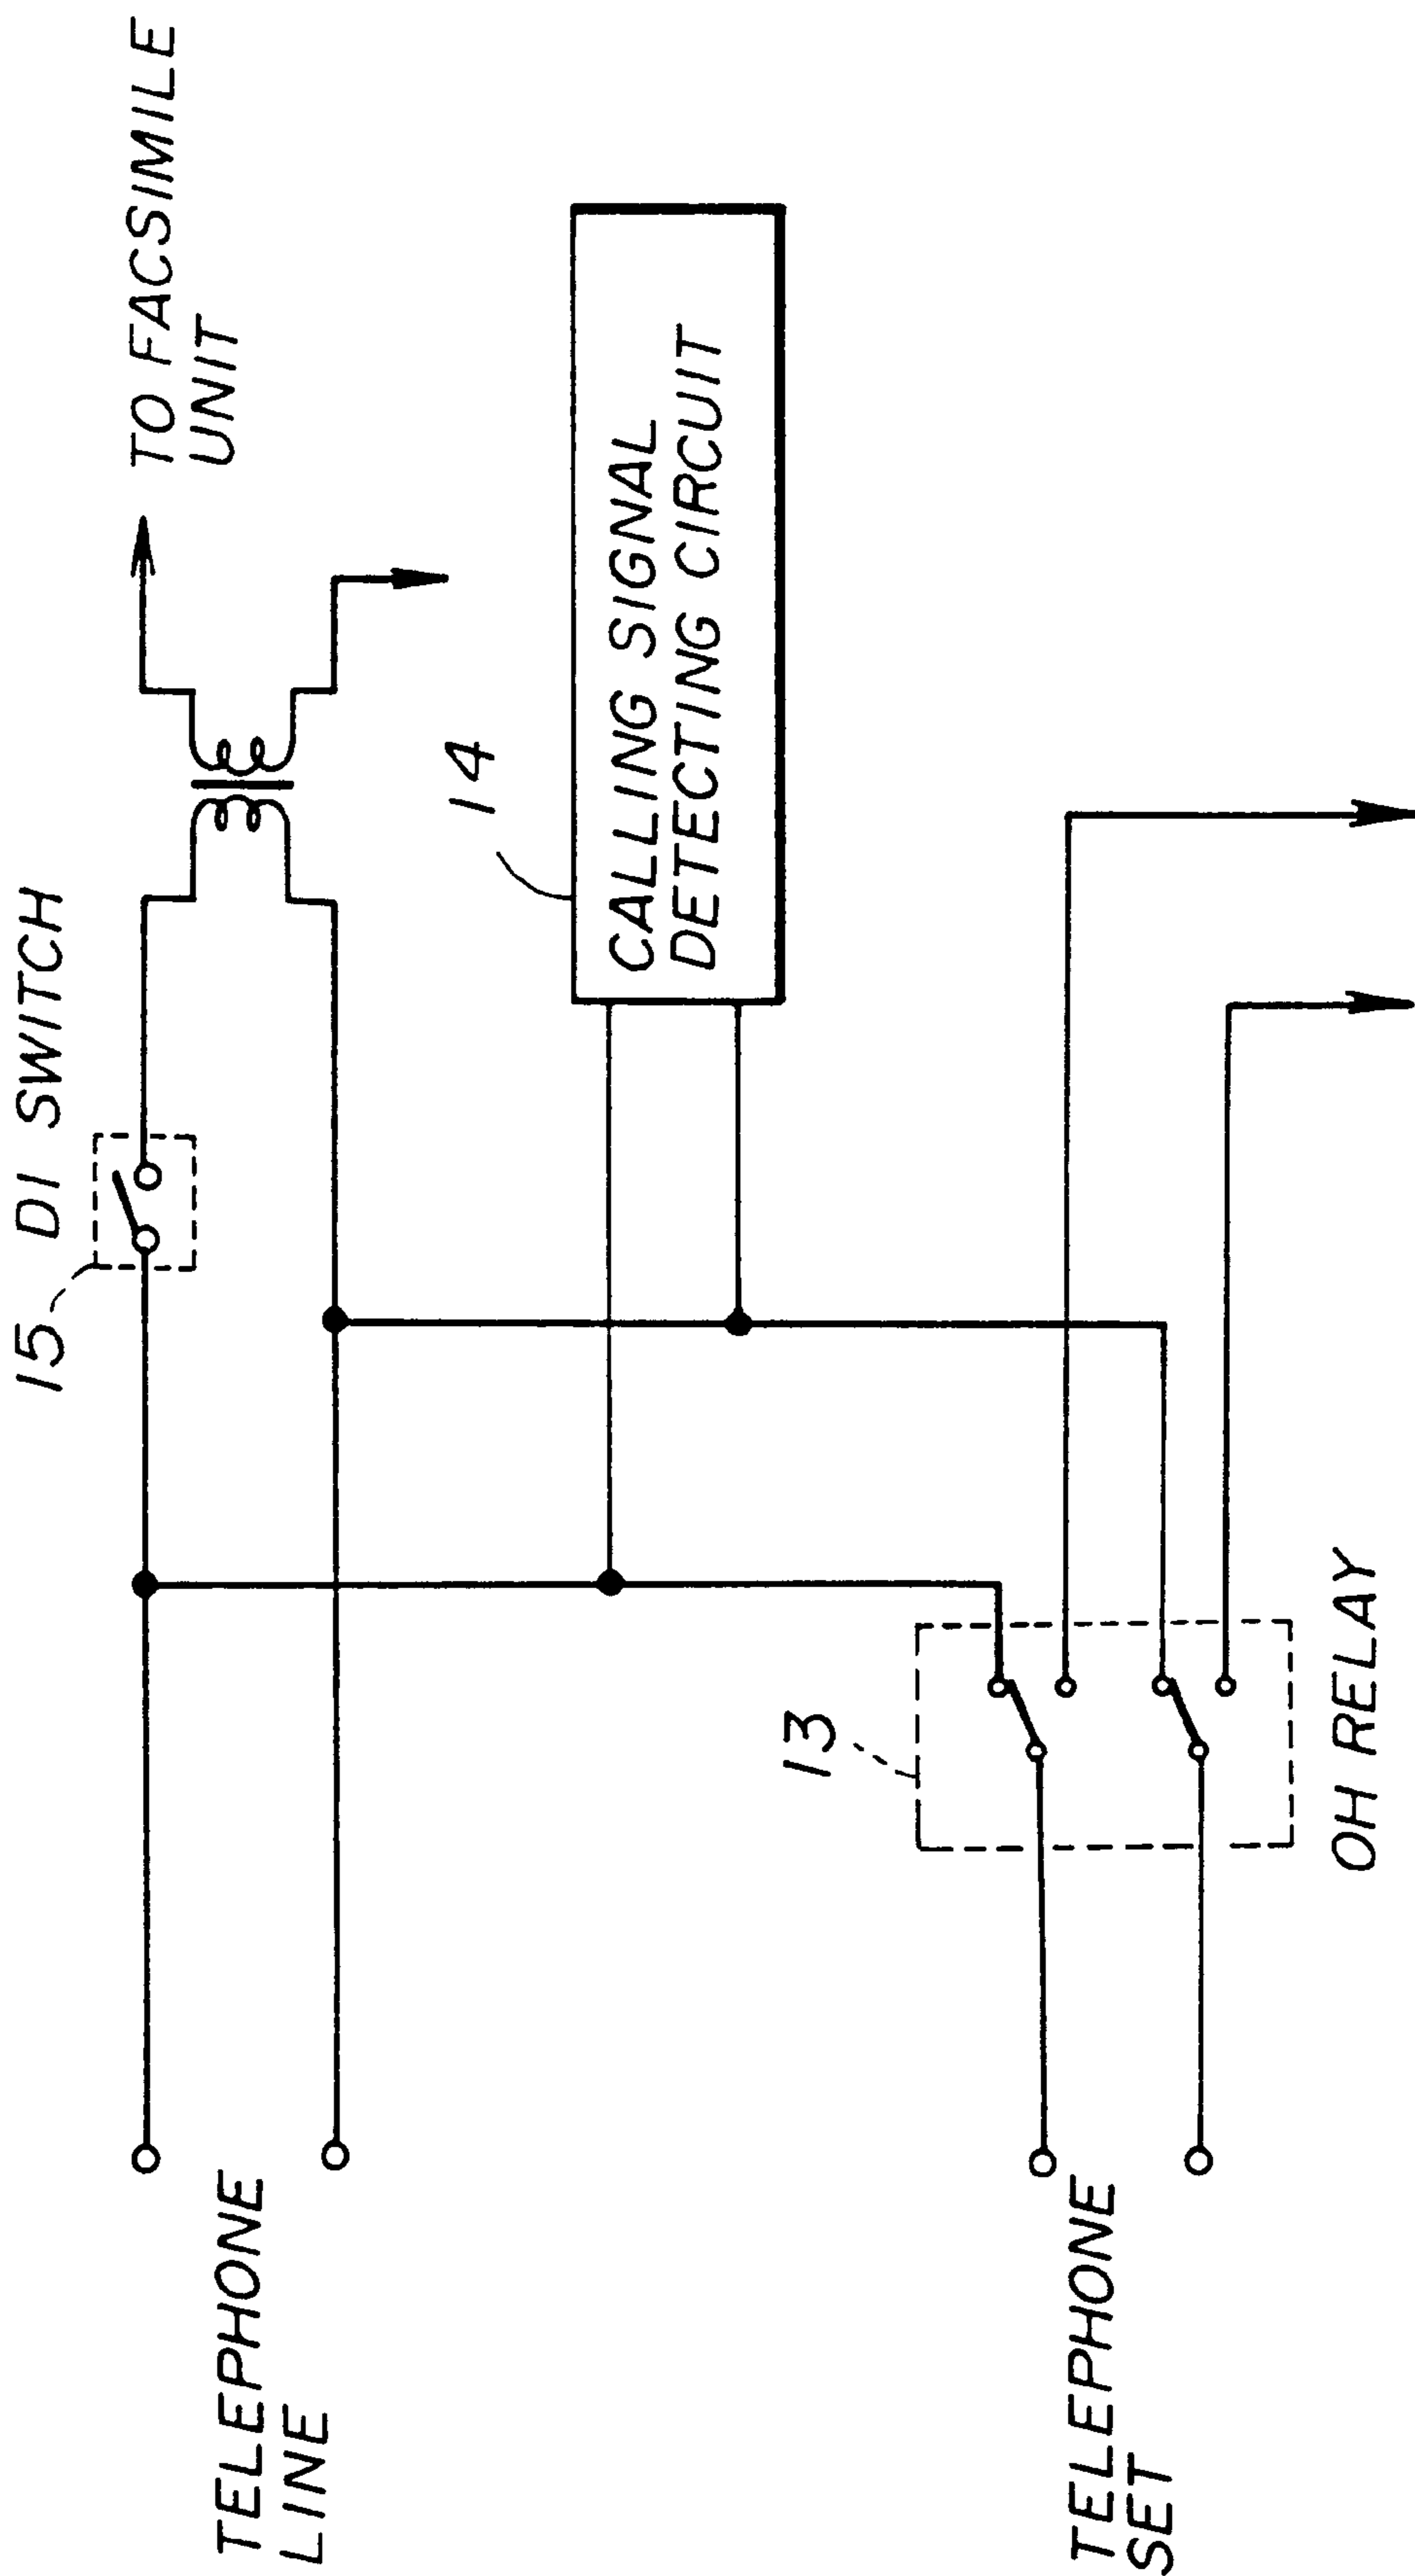 15 DI SWITCH
TO FACSIMILE
UNIT
TELEPHONE
LINE
14
CALLING SIGNAL
DETECTING CIRCUIT
13
TELEPHONE
SET
OH RELAY